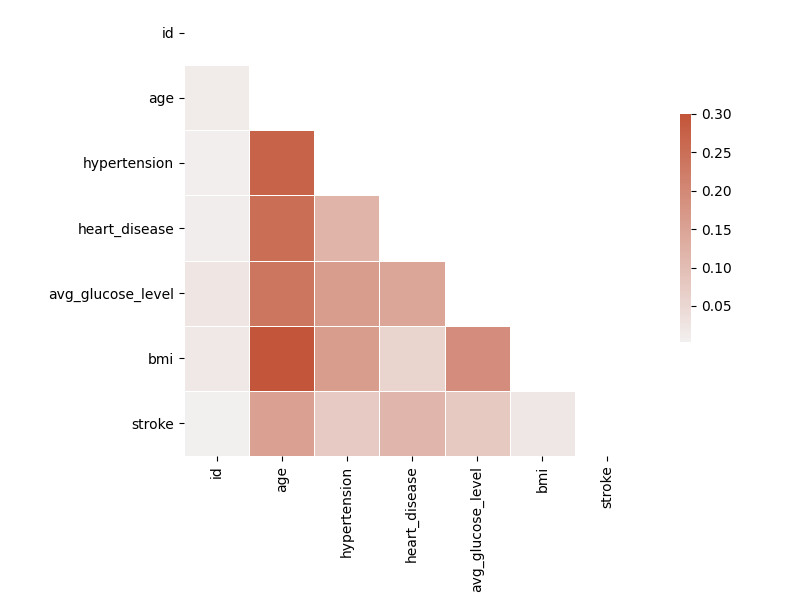 id
age
hypertension
heart_disease
avg_glucose_level
bmi
stroke
id
age
hypertension
heart_disease
avg_glucose_level
bmi
stroke
0.30
0.25
0.20
0.15
0.10
0.05